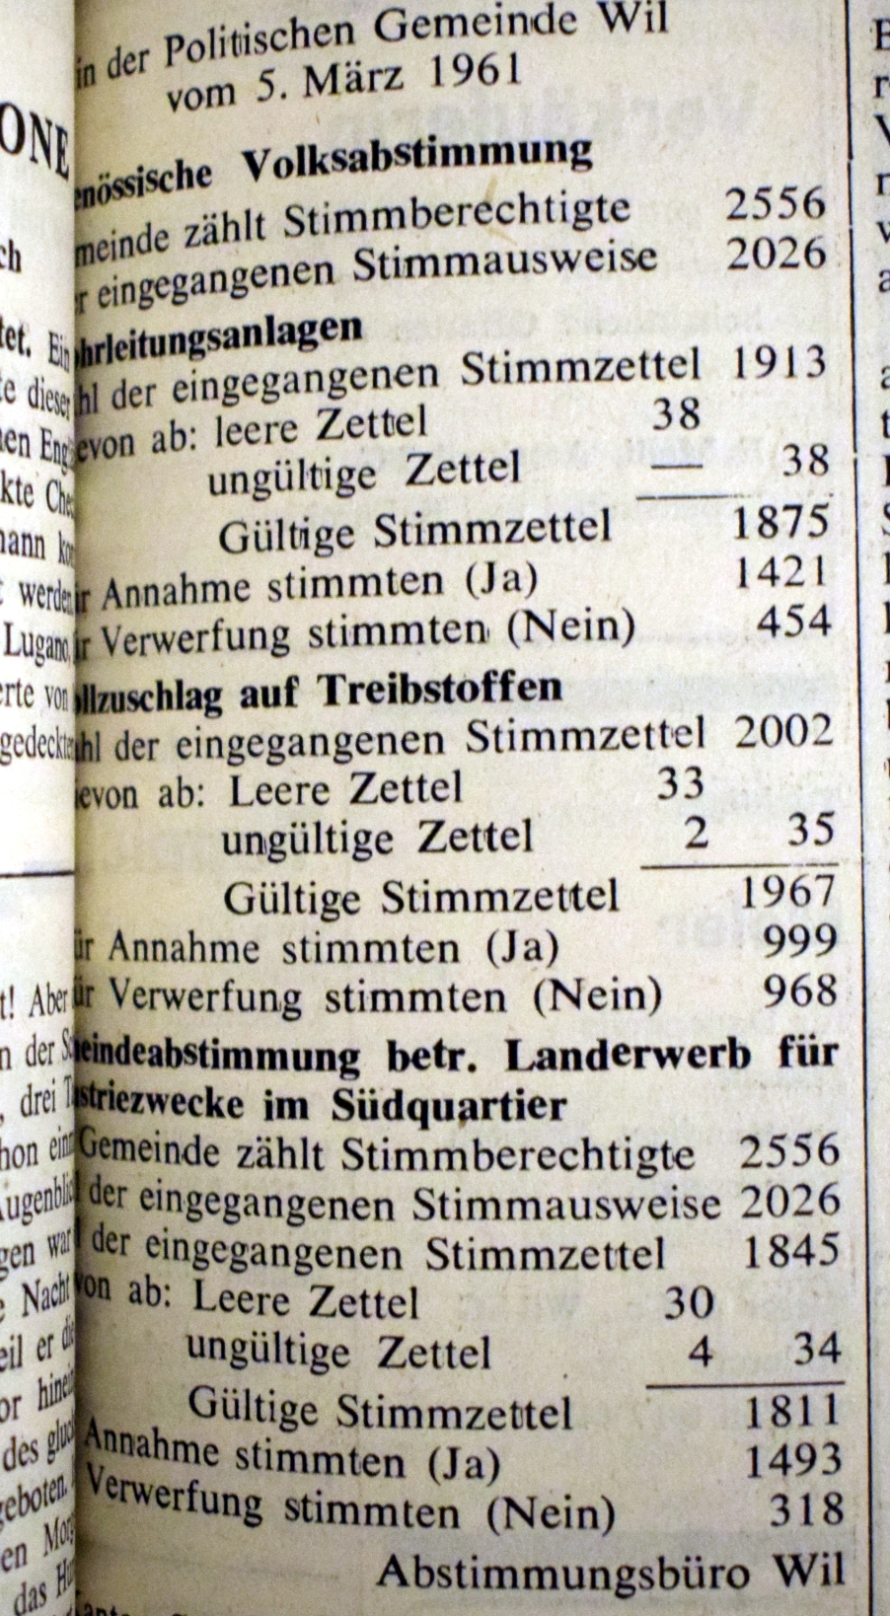 in der Politischen Gemeinde Wil
vom 5. März 1961
Volksabstimmung
zählt Stimmberechtigte 2556
eingegangenen Stimmausweise 2026
hrleitungsanlagen
hl der eingegangenen Stimmzettel 1913
evon ab: leere Zettel 38
ungültige Zettel — 38
Gültige Stimmzettel 1875
r Annahme stimmten (Ja) 1421
r Verwerfung stimmten (Nein) 454
llzuschlag auf Treibstoffen
hl der eingegangenen Stimmzettel 2002
evon ab: Leere Zettel 33
ungültige Zettel 2 35
Gültige Stimmzettel 1967
ür Annahme stimmten (Ja) 999
ür Verwerfung stimmten (Nein) 968
eindeabstimmung betr. Landerwerb für
striezwecke im Südquartier
Gemeinde zählt Stimmberechtigte 2556
der eingegangenen Stimmausweise 2026
der eingegangenen Stimmzettel 1845
von ab: Leere Zettel 30
ungültige Zettel 4 34
Gültige Stimmzettel 1811
Annahme stimmten (Ja) 1493
Verwerfung stimmten (Nein) 318
Abstimmungsbüro Wil